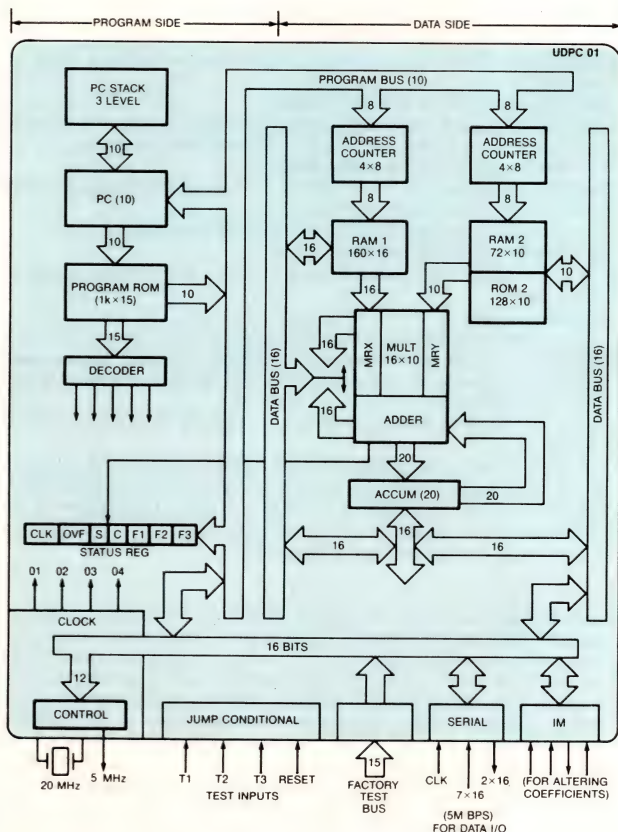 PROGRAM SIDE
DATA SIDE
UDPC 01
PROGRAM BUS (10)
PC STACK
3 LEVEL
8
8
10
ADDRESS
COUNTER
4×8
ADDRESS
COUNTER
4×8
PC (10)
8
8
10
16
RAM 1
160×16
RAM 2
72×10
10
PROGRAM ROM
(1k×15)
10
16
10
ROM 2
128×10
15
DATA BUS (16)
16
MRX
MULT
16×10
MRY
DATA BUS (16)
DECODER
16
ADDER
20
ACCUM (20)
20
CLK
OVF
S
C
F1
F2
F3
STATUS REG
16
16
16
01
02
03
04
CLOCK
16 BITS
12
CONTROL
JUMP CONDITIONAL
SERIAL
IM
20 MHz
5 MHz
T1
T2
T3
RESET
TEST INPUTS
15
FACTORY
TEST
BUS
CLK
2×16
7×16
(5M BPS)
FOR DATA I/O
(FOR ALTERING
COEFFICIENTS)